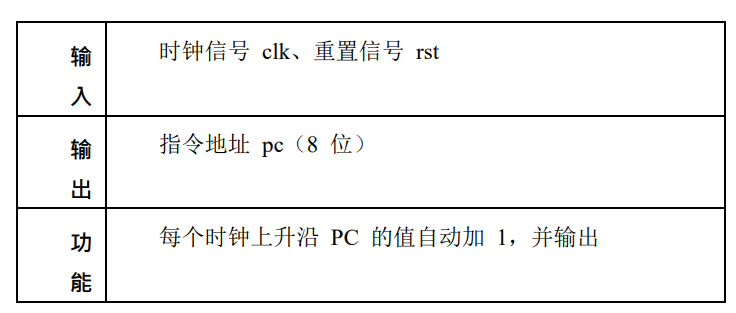 输入
时钟信号 clk、重置信号 rst
输出
指令地址 pc（8 位）
功能
每个时钟上升沿 PC 的值自动加 1，并输出